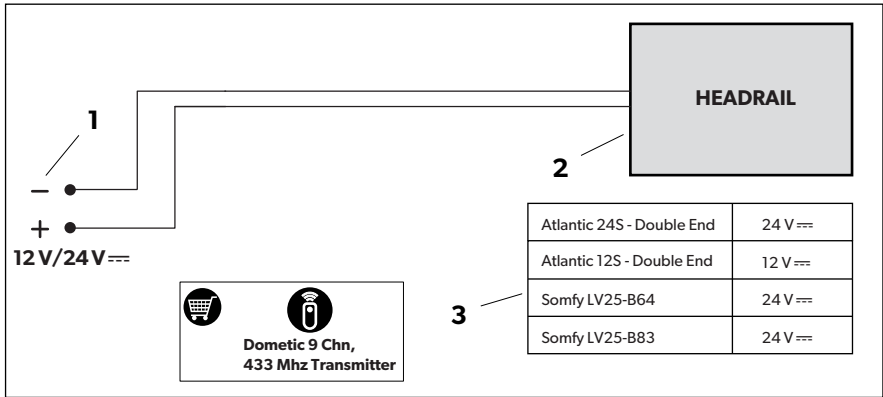 HEADRAIL
1
2
−
+
12 V/24 V⎓
Atlantic 24S - Double End 24 V⎓
Atlantic 12S - Double End 12 V⎓
Somfy LV25-B64 24 V⎓
Somfy LV25-B83 24 V⎓
3
Dometic 9 Chn,
433 Mhz Transmitter